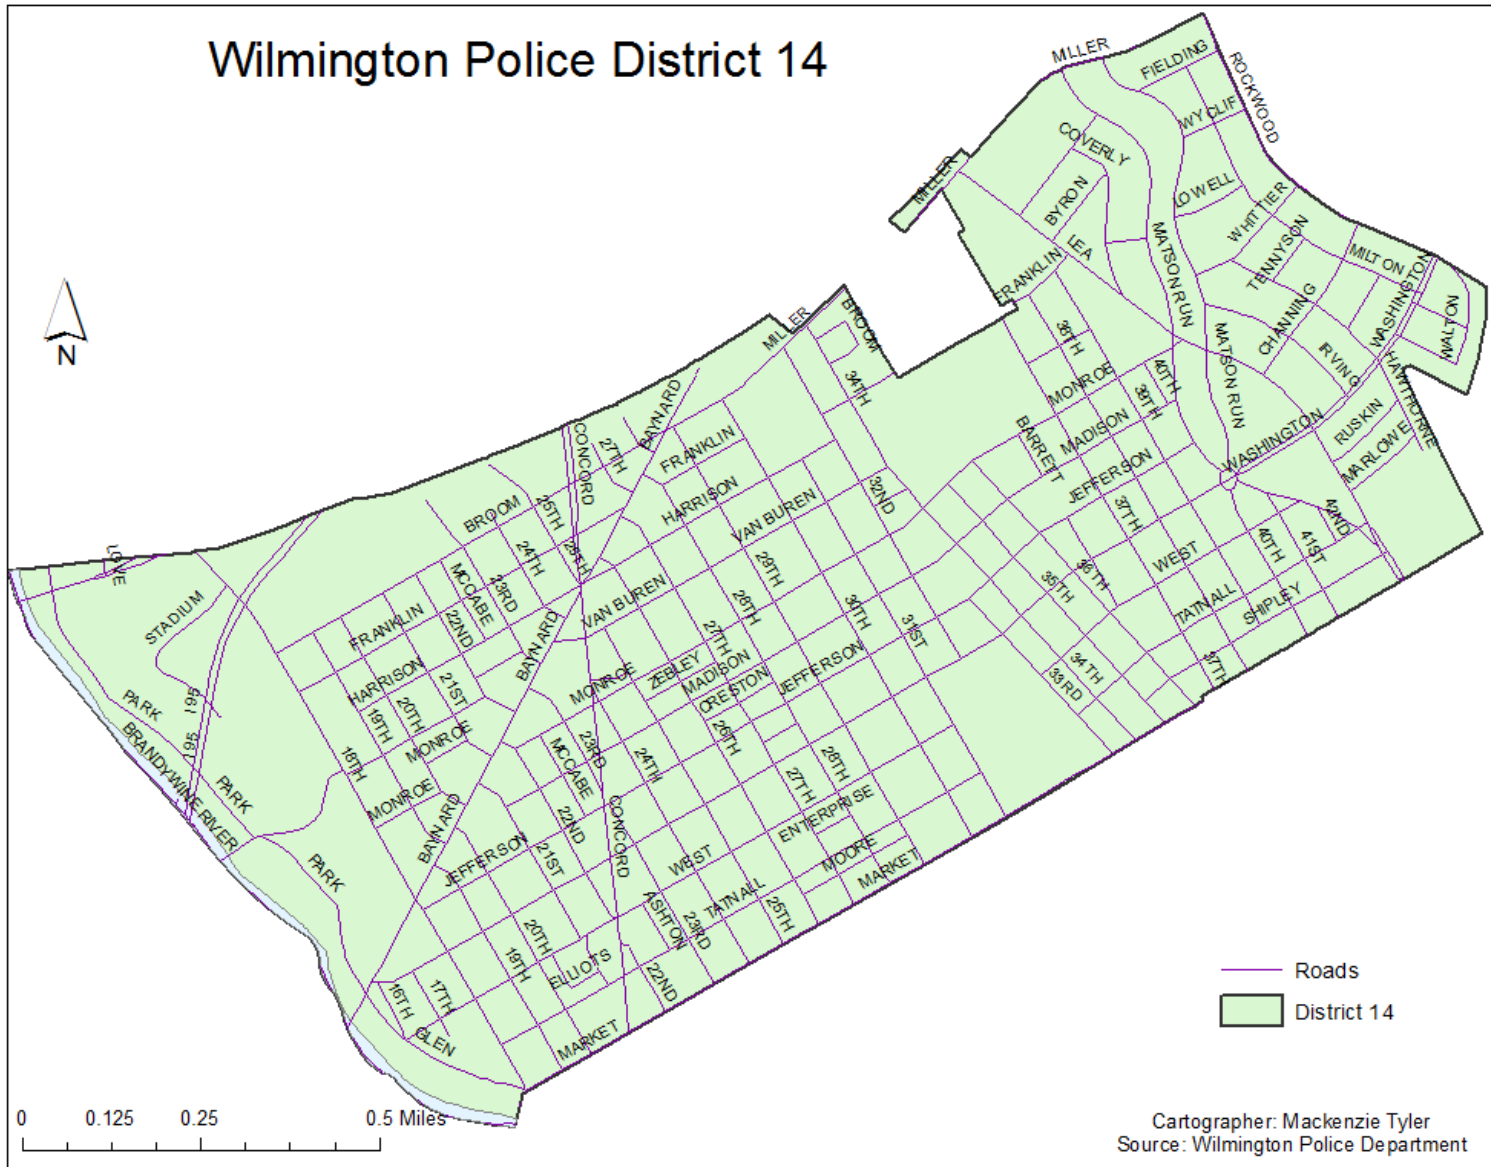 Wilmington Police District 14
MILLER
FIELDING
ROCKWOOD
WYCLIF
COVERLY
MILLER
BYRON
LOWELL
WHITTIER
TENNYSON
MILTON
LEA
FRANKLIN
MATSON RUN
WASHINGTON
WALTON
CHANNING
IRVING
MATSON RUN
HAWTHORNE
RUSKIN
MARLOWE
WASHINGTON
N
MILLER
BROOM
34TH
38TH
MONROE
40TH
39TH
MADISON
BARRETT
JEFFERSON
37TH
BAYNARD
CONCORD
27TH
FRANKLIN
HARRISON
VAN BUREN
32ND
BROOM
25TH
24TH
26TH
29TH
36TH
35TH
WEST
40TH
41ST
42ND
TATNALL
SHIPLEY
37TH
LOVE
STADIUM
MCCABE
23RD
22ND
FRANKLIN
VAN BUREN
28TH
27TH
30TH
31ST
34TH
33RD
HARRISON
BAYNARD
21ST
20TH
19TH
MONROE
ZEBLEY
MADISON
CRESTON
JEFFERSON
I95
I95
PARK
BRANDYWINE RIVER
PARK
PARK
18TH
MONROE
MONROE
23RD
MCCABE
24TH
26TH
28TH
27TH
ENTERPRISE
BAYNARD
JEFFERSON
22ND
21ST
CONCORD
WEST
MOORE
MARKET
TATNALL
ASHTON
23RD
25TH
20TH
19TH
ELLIOTS
22ND
16TH
17TH
GLEN
MARKET
Roads
District 14
0 0.125 0.25 0.5 Miles
Cartographer: Mackenzie Tyler
Source: Wilmington Police Department